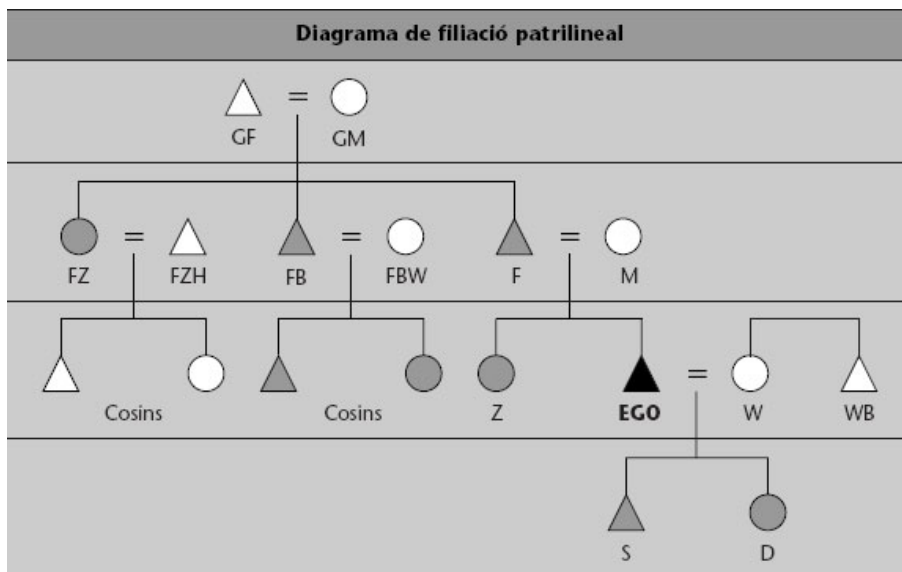 Diagrama de filiació patrilineal
= 
GF GM
= = =
FZ FZH FB FBW F M
=
Cosins Cosins Z EGO W WB
S D